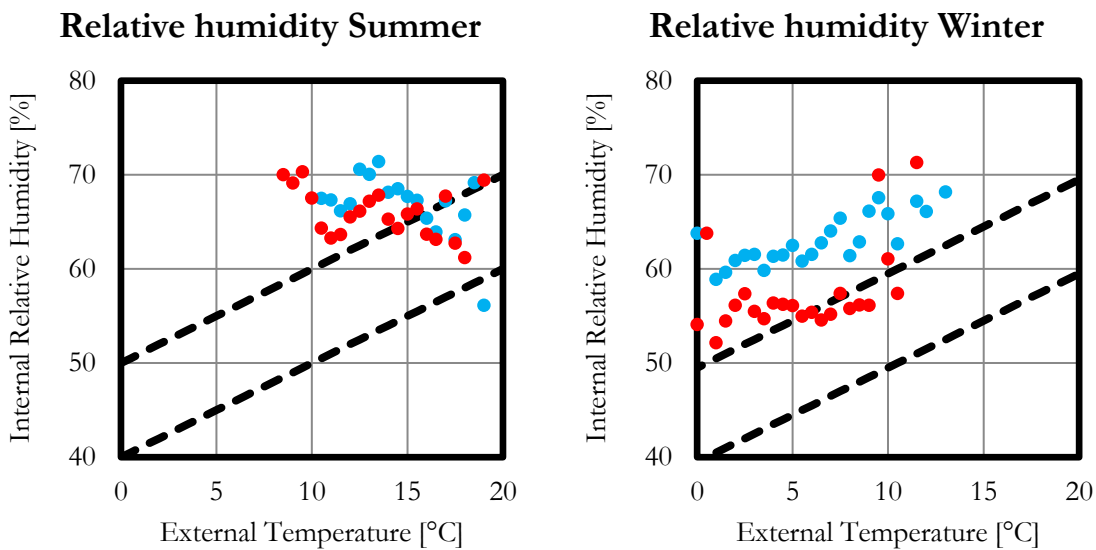 Relative humidity Summer
Internal Relative Humidity [%]
80
70
60
50
40
0 5 10 15 20
External Temperature [°C]
Relative humidity Winter
Internal Relative Humidity [%]
80
70
60
50
40
0 5 10 15 20
External Temperature [°C]